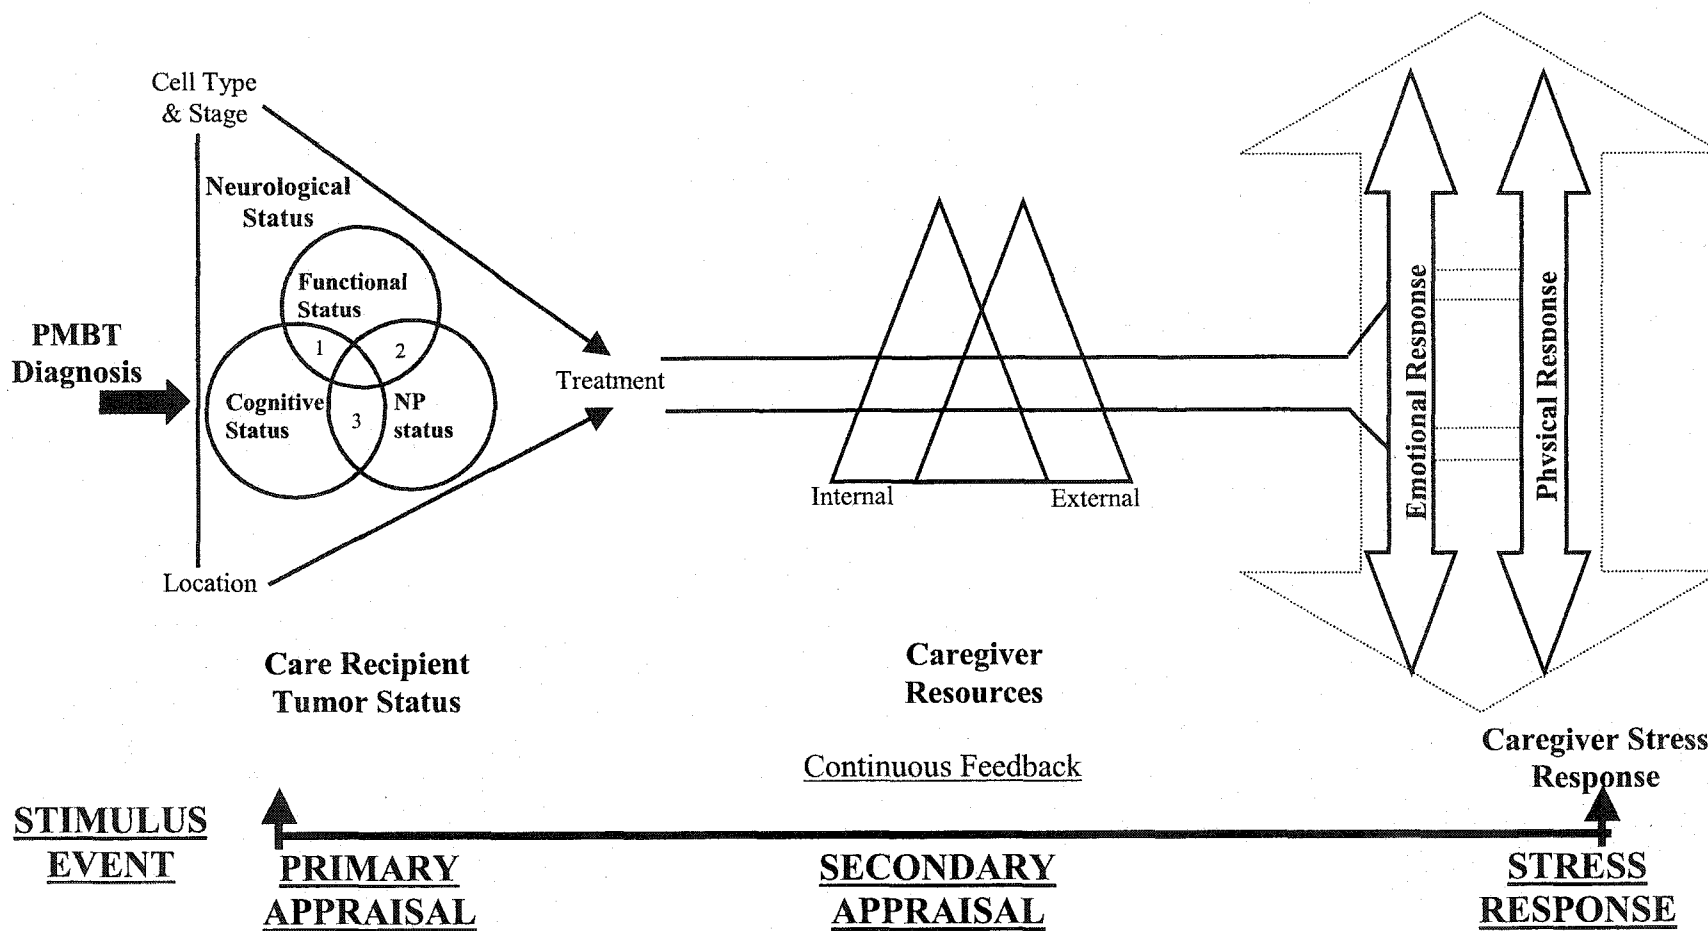 Cell Type
& Stage
Neurological
Status
Functional
Status
1
2
PMBT
Diagnosis
Cognitive
Status
3
NP
status
Treatment
Location
Internal
External
Emotional Response
Physical Response
Care Recipient
Tumor Status
Caregiver
Resources
Caregiver Stress
Response
Continuous Feedback
STIMULUS
EVENT
PRIMARY
APPRAISAL
SECONDARY
APPRAISAL
STRESS
RESPONSE